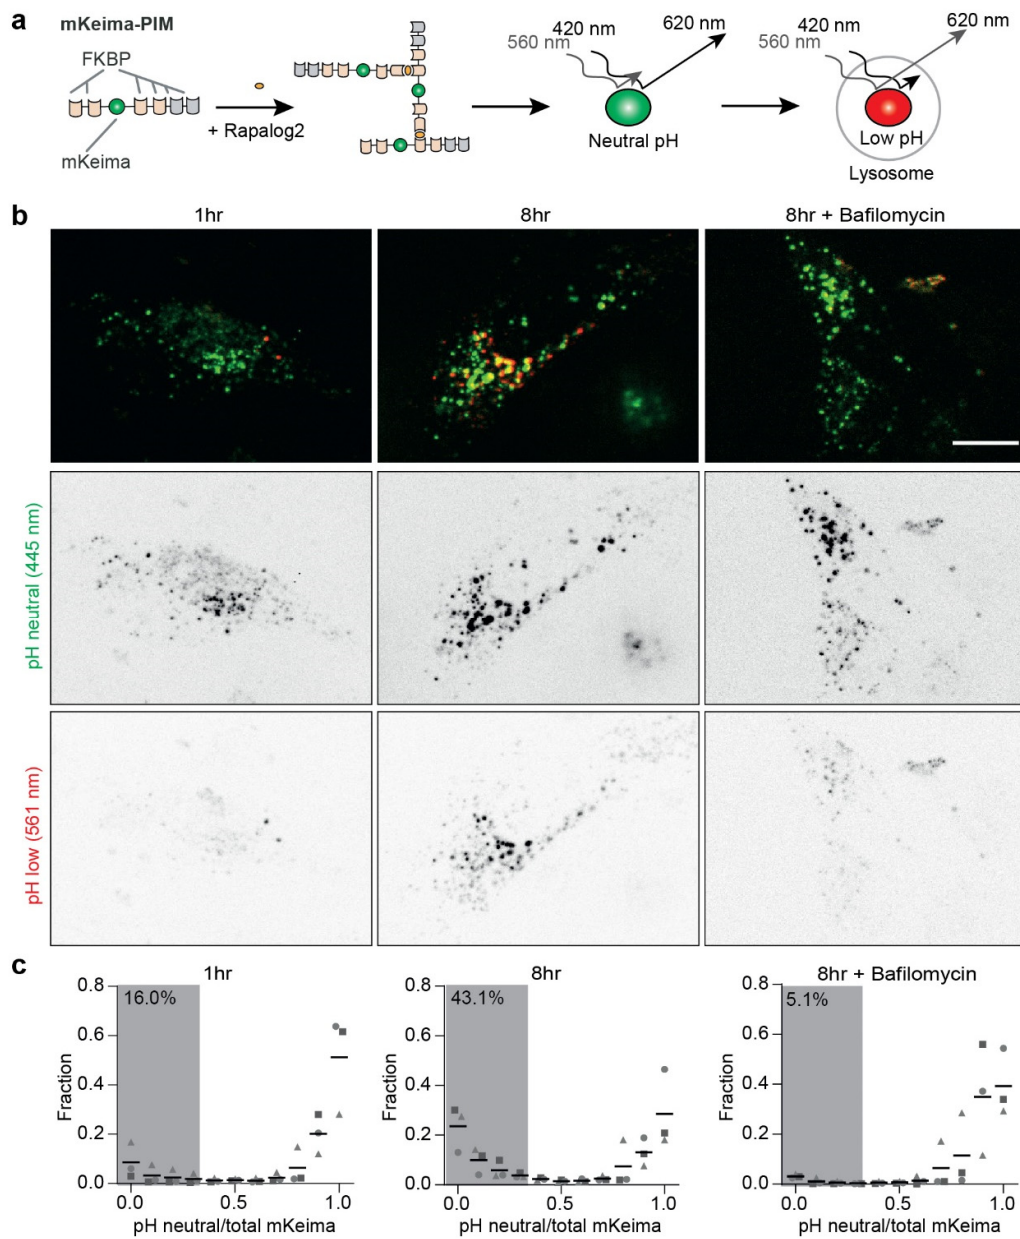 a
mKeima-PIM
FKBP
mKeima
+ Rapalog2
560 nm
420 nm
620 nm
Neutral pH
560 nm
420 nm
620 nm
Low pH
Lysosome
b
1hr
8hr
8hr + Bafilomycin
pH neutral (445 nm)
pH low (561 nm)
c
1hr
16.0%
Fraction
0.8
0.6
0.4
0.2
0.0
0.0
0.5
1.0
pH neutral/total mKeima
8hr
43.1%
Fraction
0.8
0.6
0.4
0.2
0.0
0.0
0.5
1.0
pH neutral/total mKeima
8hr + Bafilomycin
5.1%
Fraction
0.8
0.6
0.4
0.2
0.0
0.0
0.5
1.0
pH neutral/total mKeima